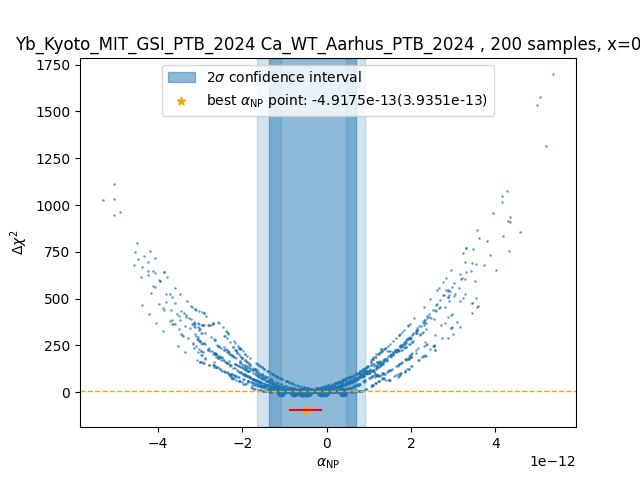 Yb_Kyoto_MIT_GSI_PTB_2024 Ca_WT_Aarhus_PTB_2024 , 200 samples, x=0
2σ confidence interval
best α_NP point: -4.9175e-13(3.9351e-13)
1750
1500
1250
1000
750
500
250
0
Δχ²
−4
−2
0
2
4
1e−12
α_NP